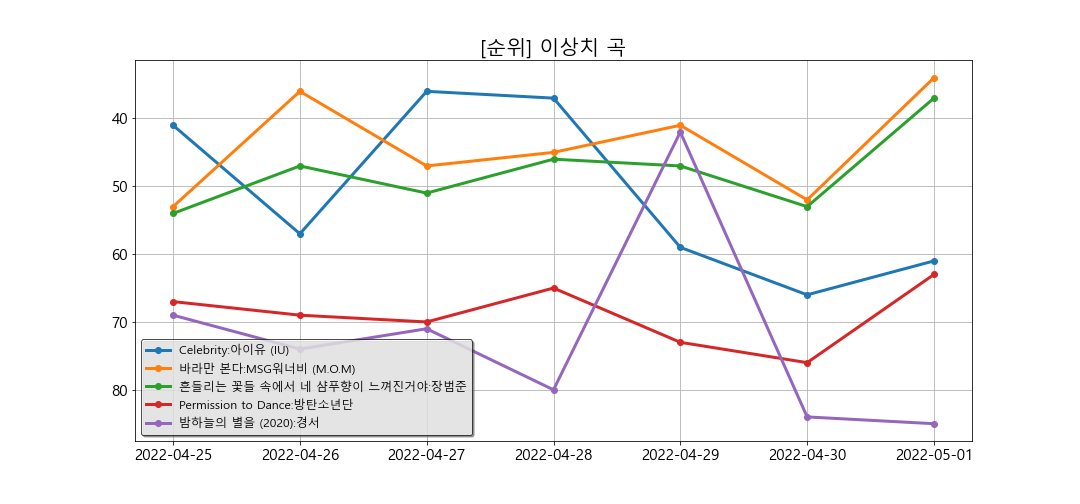 [순위] 이상치 곡
40
50
60
70
80
Celebrity:아이유 (IU)
바라만 본다:MSG워너비 (M.O.M)
흔들리는 꽃들 속에서 네 샴푸향이 느껴진거야:장범준
Permission to Dance:방탄소년단
밤하늘의 별을 (2020):경서
2022-04-25 2022-04-26 2022-04-27 2022-04-28 2022-04-29 2022-04-30 2022-05-01